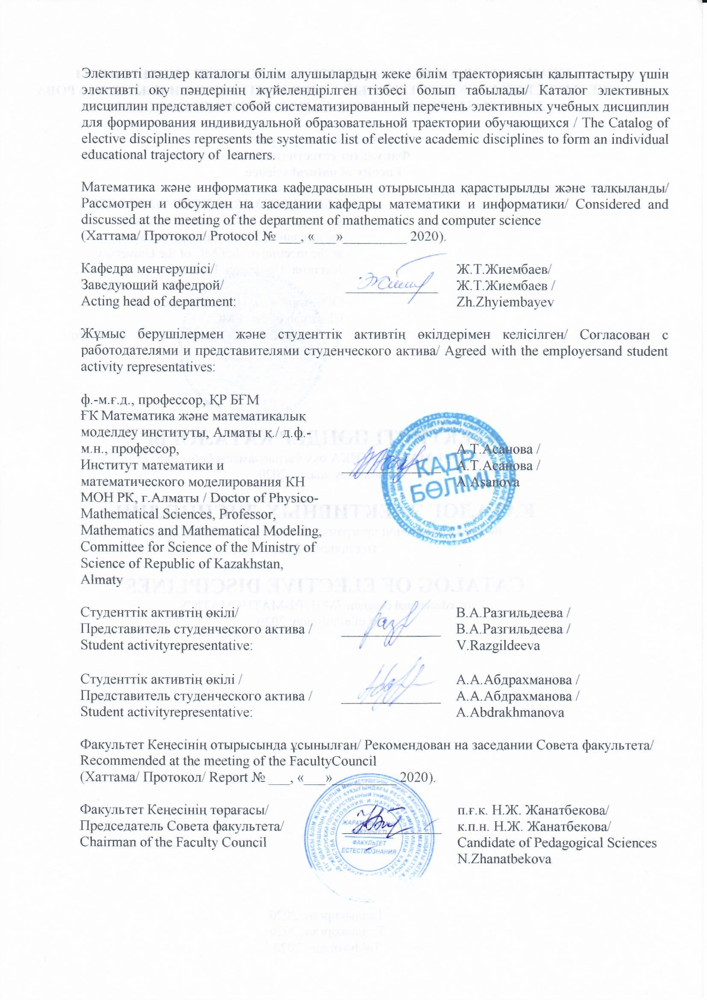 Элективті пәндер каталогы білім алушылардың жеке білім траекториясын қалыптастыру үшін
элективті оқу пәндерінің жүйелендірілген тізбесі болып табылады/ Каталог элективных
дисциплин представляет собой систематизированный перечень элективных учебных дисциплин
для формирования индивидуальной образовательной траектории обучающихся / The Catalog of
elective disciplines represents the systematic list of elective academic disciplines to form an individual
educational trajectory of learners.
Математика және информатика кафедрасының отырысында қарастырылды және талқыланды/
Рассмотрен и обсужден на заседании кафедры математики и информатики/ Considered and
discussed at the meeting of the department of mathematics and computer science
(Хаттама/ Протокол/ Protocol № ___, «___»_________ 2020).
Кафедра меңгерушісі/ Ж.Т.Жиембаев/
Заведующий кафедрой/ _____________ Ж.Т.Жиембаев /
Acting head of department: Zh.Zhyiembayev
Жұмыс берушілермен және студенттік активтің өкілдерімен келісілген/ Согласован с
работодателями и представителями студенческого актива/ Agreed with the employersand student
activity representatives:
ф.-м.ғ.д., профессор, ҚР БҒМ
ҒК Математика және математикалық
моделдеу институты, Алматы қ./ д.ф.-
м.н., профессор, А.Т.Асанова /
Институт математики и ______________ А.Т.Асанова /
математического моделирования КН A.Asanova
МОН РК, г.Алматы / Doctor of Physico-
Mathematical Sciences, Professor,
Mathematics and Mathematical Modeling,
Committee for Science of the Ministry of
Science of Republic of Kazakhstan,
Almaty
КАДР
БӨЛІМІ
Студенттік активтің өкілі/ В.А.Разгильдеева /
Представитель студенческого актива / ______________ В.А.Разгильдеева /
Student activityrepresentative: V.Razgildeeva
Студенттік активтің өкілі / А.А.Абдрахманова /
Представитель студенческого актива / ______________ А.А.Абдрахманова /
Student activityrepresentative: A.Abdrakhmanova
Факультет Кеңесінің отырысында ұсынылған/ Рекомендован на заседании Совета факультета/
Recommended at the meeting of the FacultyCouncil
(Хаттама/ Протокол/ Report № ___, «___»_________ 2020).
Факультет Кеңесінің төрағасы/ п.ғ.к. Н.Ж. Жанатбекова/
Председатель Совета факультета/ ______________ к.п.н. Н.Ж. Жанатбекова/
Chairman of the Faculty Council Candidate of Pedagogical Sciences
N.Zhanatbekova
ФАКУЛЬТЕТ
ЕСТЕСТВОЗНАНИЯ